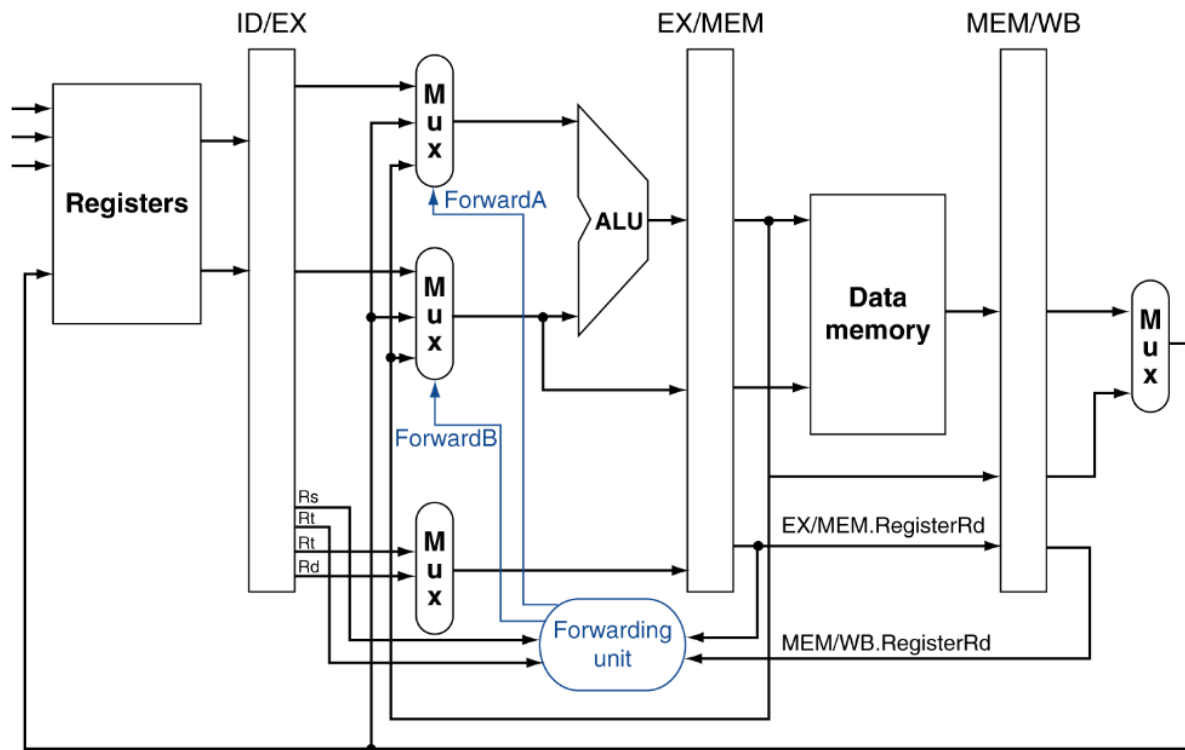 ID/EX
EX/MEM
MEM/WB
Mux
Registers
ForwardA
ALU
Mux
Data
memory
Mux
ForwardB
Rs
Rt
EX/MEM.RegisterRd
Rt
Mux
Rd
Forwarding
unit
MEM/WB.RegisterRd